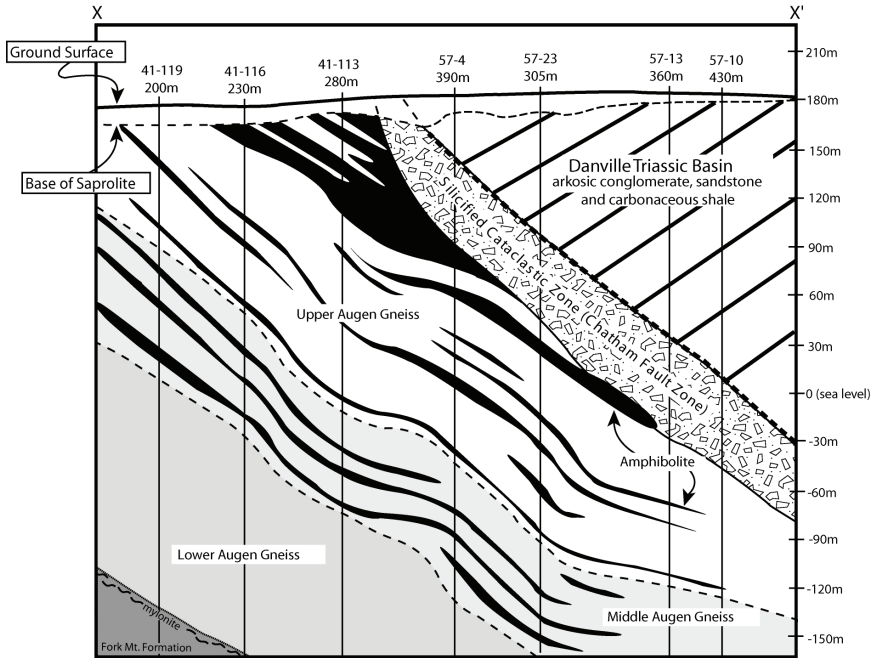 X
X'
Ground Surface
41-119
200m
41-116
230m
41-113
280m
57-4
390m
57-23
305m
57-13
360m
57-10
430m
210m
180m
150m
120m
90m
60m
30m
0 (sea level)
-30m
-60m
-90m
-120m
-150m
Base of Saprolite
Danville Triassic Basin
arkosic conglomerate, sandstone
and carbonaceous shale
Silicified Cataclastic Zone (Chatham Fault Zone)
Upper Augen Gneiss
Amphibolite
Lower Augen Gneiss
Middle Augen Gneiss
mylonite
Fork Mt. Formation